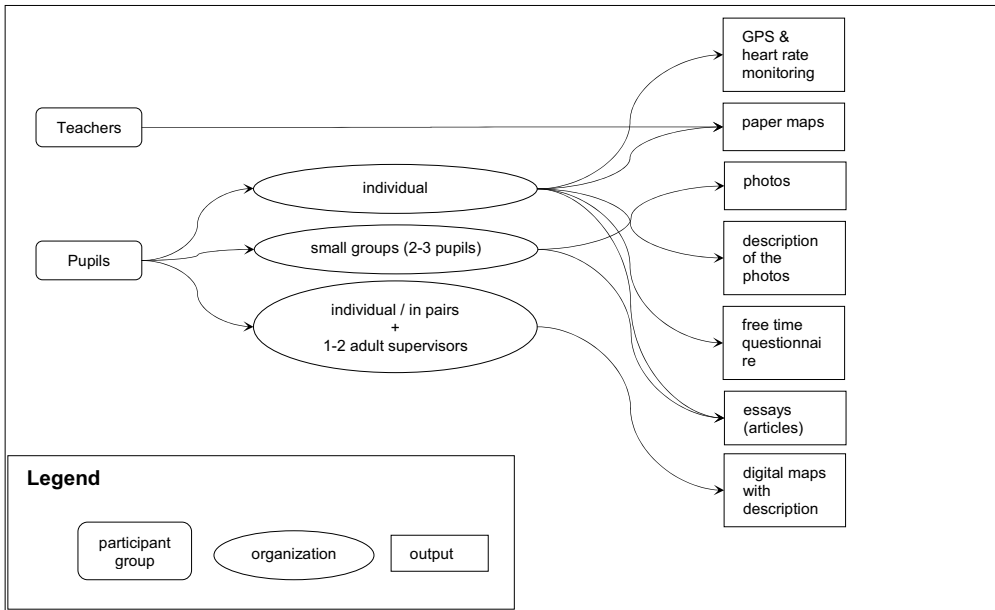 GPS &
heart rate
monitoring
Teachers
paper maps
individual
photos
Pupils
small groups (2-3 pupils)
description
of the
photos
individual / in pairs
+
1-2 adult supervisors
free time
questionnai
re
essays
(articles)
digital maps
with
description
Legend
participant
group
organization
output